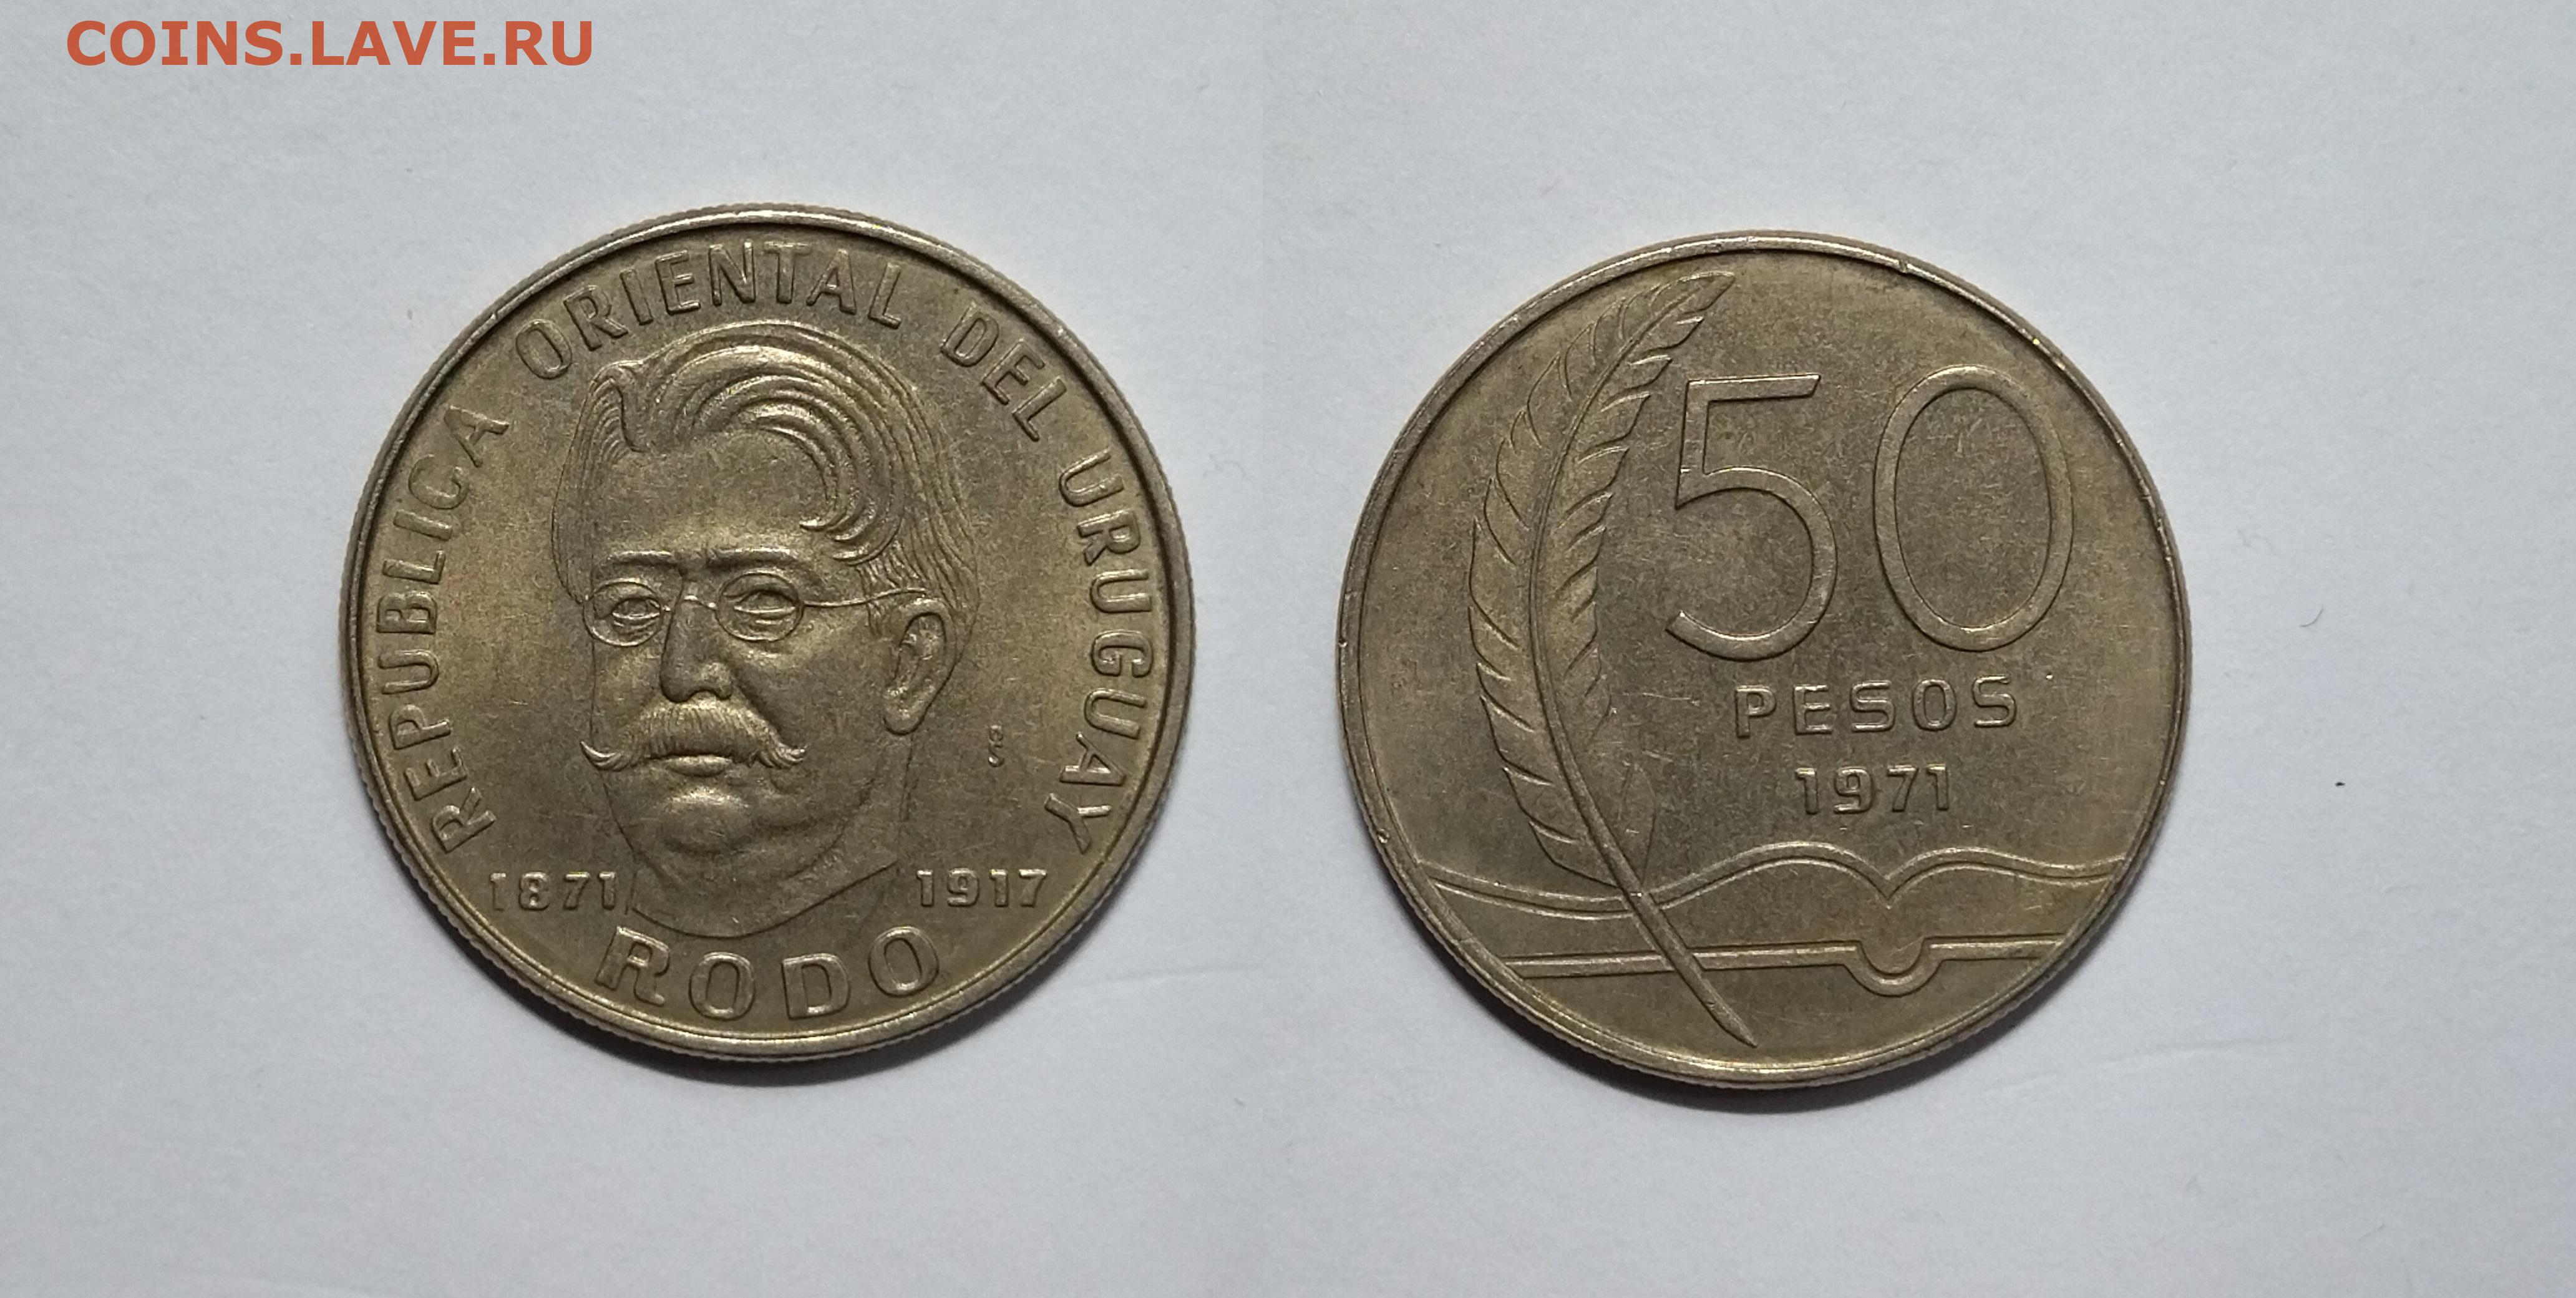 COINS.LAVE.RU
REPUBLICA ORIENTAL DEL URUGUAY
1871 1917
RODO
50
PESOS
1971